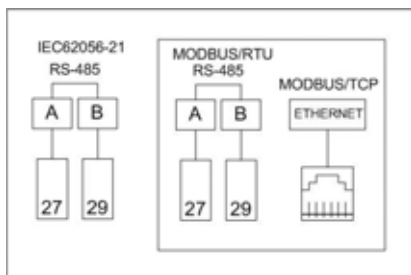 IEC62056-21
RS-485
A B
27 29
MODBUS/RTU
RS-485
A B
27 29
MODBUS/TCP
ETHERNET